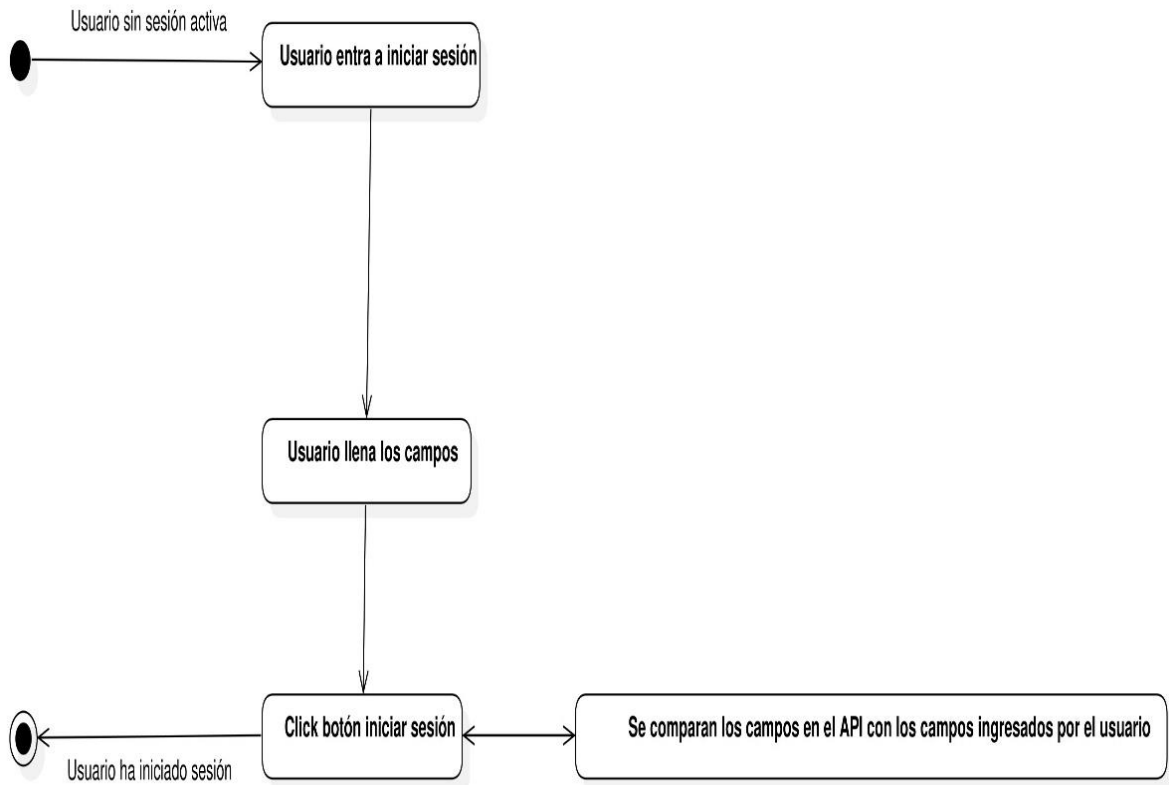 Usuario sin sesión activa
Usuario entra a iniciar sesión
Usuario llena los campos
Click botón iniciar sesión
Se comparan los campos en el API con los campos ingresados por el usuario
Usuario ha iniciado sesión